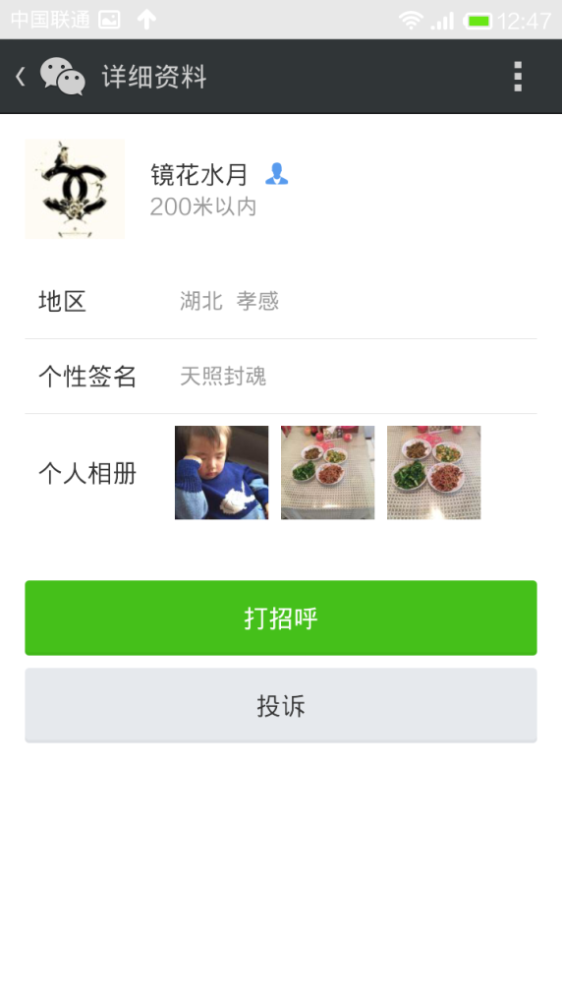 中国联通 12:47
详细资料
镜花水月
200米以内
地区 湖北 孝感
个性签名 天照封魂
个人相册
打招呼
投诉